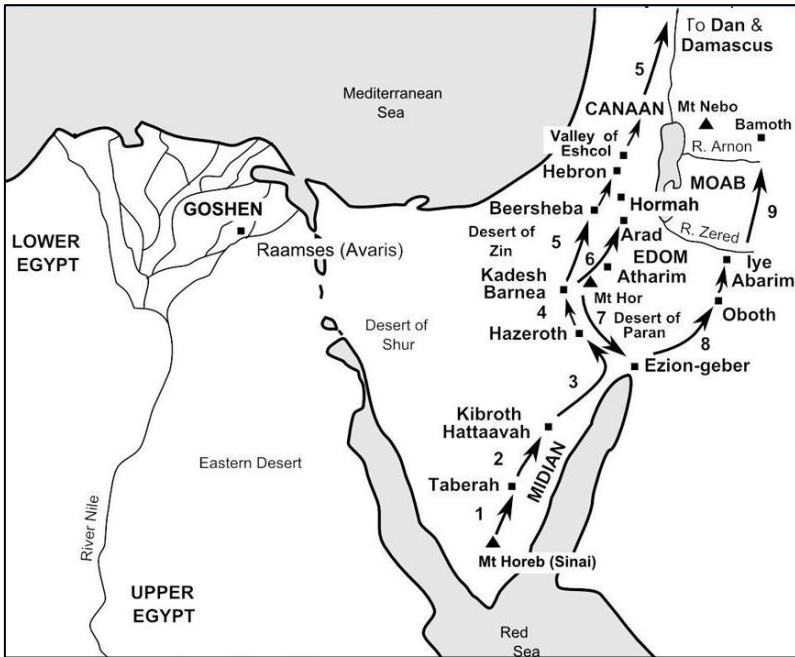 To Dan &
Damascus
5
Mediterranean
Sea
CANAAN
Mt Nebo
Bamoth
Valley of
Eshcol
R. Arnon
Hebron
MOAB
GOSHEN
Beersheba
Hormah
9
LOWER
EGYPT
Raamses (Avaris)
Desert of
Zin
5
Arad
R. Zered
6
EDOM
Iye
Abarim
Kadesh
Barnea
Atharim
Mt Hor
4
7
Desert of
Paran
Oboth
Desert of
Shur
Hazeroth
8
3
Ezion-geber
Kibroth
Hattaavah
Eastern Desert
2
MIDIAN
Taberah
River Nile
1
Mt Horeb (Sinai)
UPPER
EGYPT
Red
Sea